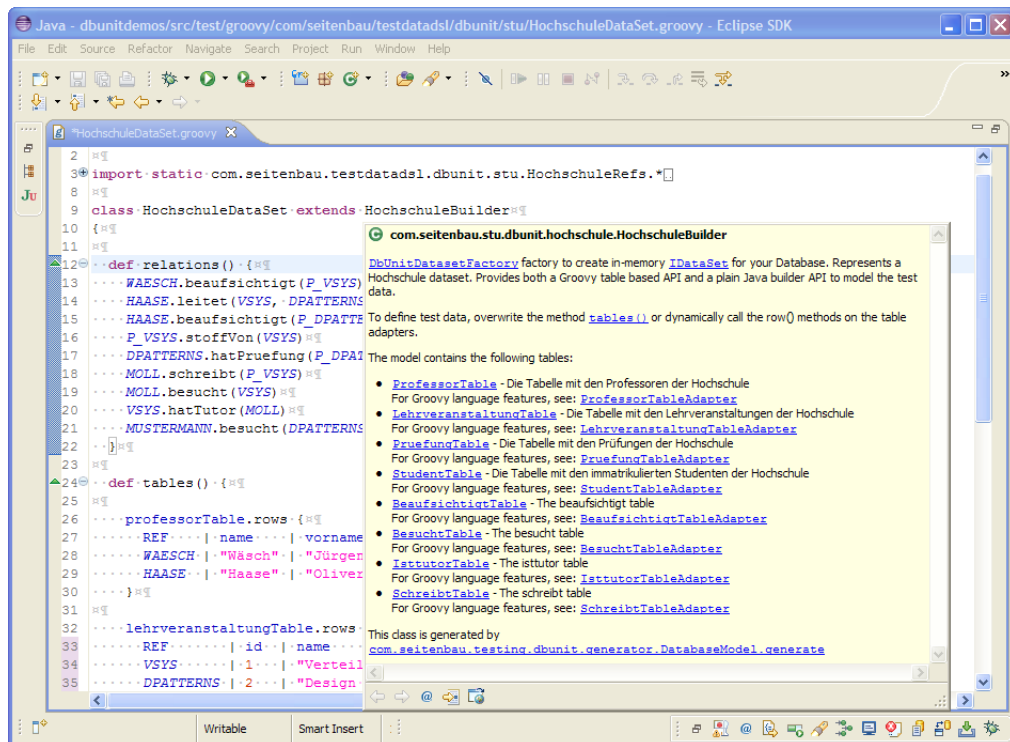 Java - dbunitdemos/src/test/groovy/com/seitenbau/testdatadsl/dbunit/stu/HochschuleDataSet.groovy - Eclipse SDK
File Edit Source Refactor Navigate Search Project Run Window Help
*HochschuleDataSet.groovy
2
3 import static com.seitenbau.testdatadsl.dbunit.stu.HochschuleRefs.*
8
9 class HochschuleDataSet extends HochschuleBuilder
10 {
11
12 def relations() {
13 WAESCH.beaufsichtigt(P_VSYS)
14 HAASE.leitet(VSYS, DPATTERNS
15 HAASE.beaufsichtigt(P_DPATTE
16 P_VSYS.stoffVon(VSYS)
17 DPATTERNS.hatPruefung(P_DPAT
18 MOLL.schreibt(P_VSYS)
19 MOLL.besucht(VSYS)
20 VSYS.hatTutor(MOLL)
21 MUSTERMANN.besucht(DPATTERNS
22 }
23
24 def tables() {
25
26 professorTable.rows {
27 REF | name | vorname
28 WAESCH | "Wäsch" | "Jürgen
29 HAASE | "Haase" | "Oliver
30 }
31
32 lehrveranstaltungTable.rows
33 REF | id | name
34 VSYS | 1 | "Verteil
35 DPATTERNS | 2 | "Design
com.seitenbau.stu.dbunit.hochschule.HochschuleBuilder
DbUnitDatasetFactory factory to create in-memory IDataSet for your Database. Represents a
Hochschule dataset. Provides both a Groovy table based API and a plain Java builder API to model the test
data.
To define test data, overwrite the method tables() or dynamically call the row() methods on the table
adapters.
The model contains the following tables:
• ProfessorTable - Die Tabelle mit den Professoren der Hochschule
For Groovy language features, see: ProfessorTableAdapter
• LehrveranstaltungTable - Die Tabelle mit den Lehrveranstaltungen der Hochschule
For Groovy language features, see: LehrveranstaltungTableAdapter
• PruefungTable - Die Tabelle mit den Prüfungen der Hochschule
For Groovy language features, see: PruefungTableAdapter
• StudentTable - Die Tabelle mit den immatrikulierten Studenten der Hochschule
For Groovy language features, see: StudentTableAdapter
• BeaufsichtigtTable - The beaufsichtigt table
For Groovy language features, see: BeaufsichtigtTableAdapter
• BesuchtTable - The besucht table
For Groovy language features, see: BesuchtTableAdapter
• IsttutorTable - The isttutor table
For Groovy language features, see: IsttutorTableAdapter
• SchreibtTable - The schreibt table
For Groovy language features, see: SchreibtTableAdapter
This class is generated by
com.seitenbau.testing.dbunit.generator.DatabaseModel.generate
Writable Smart Insert